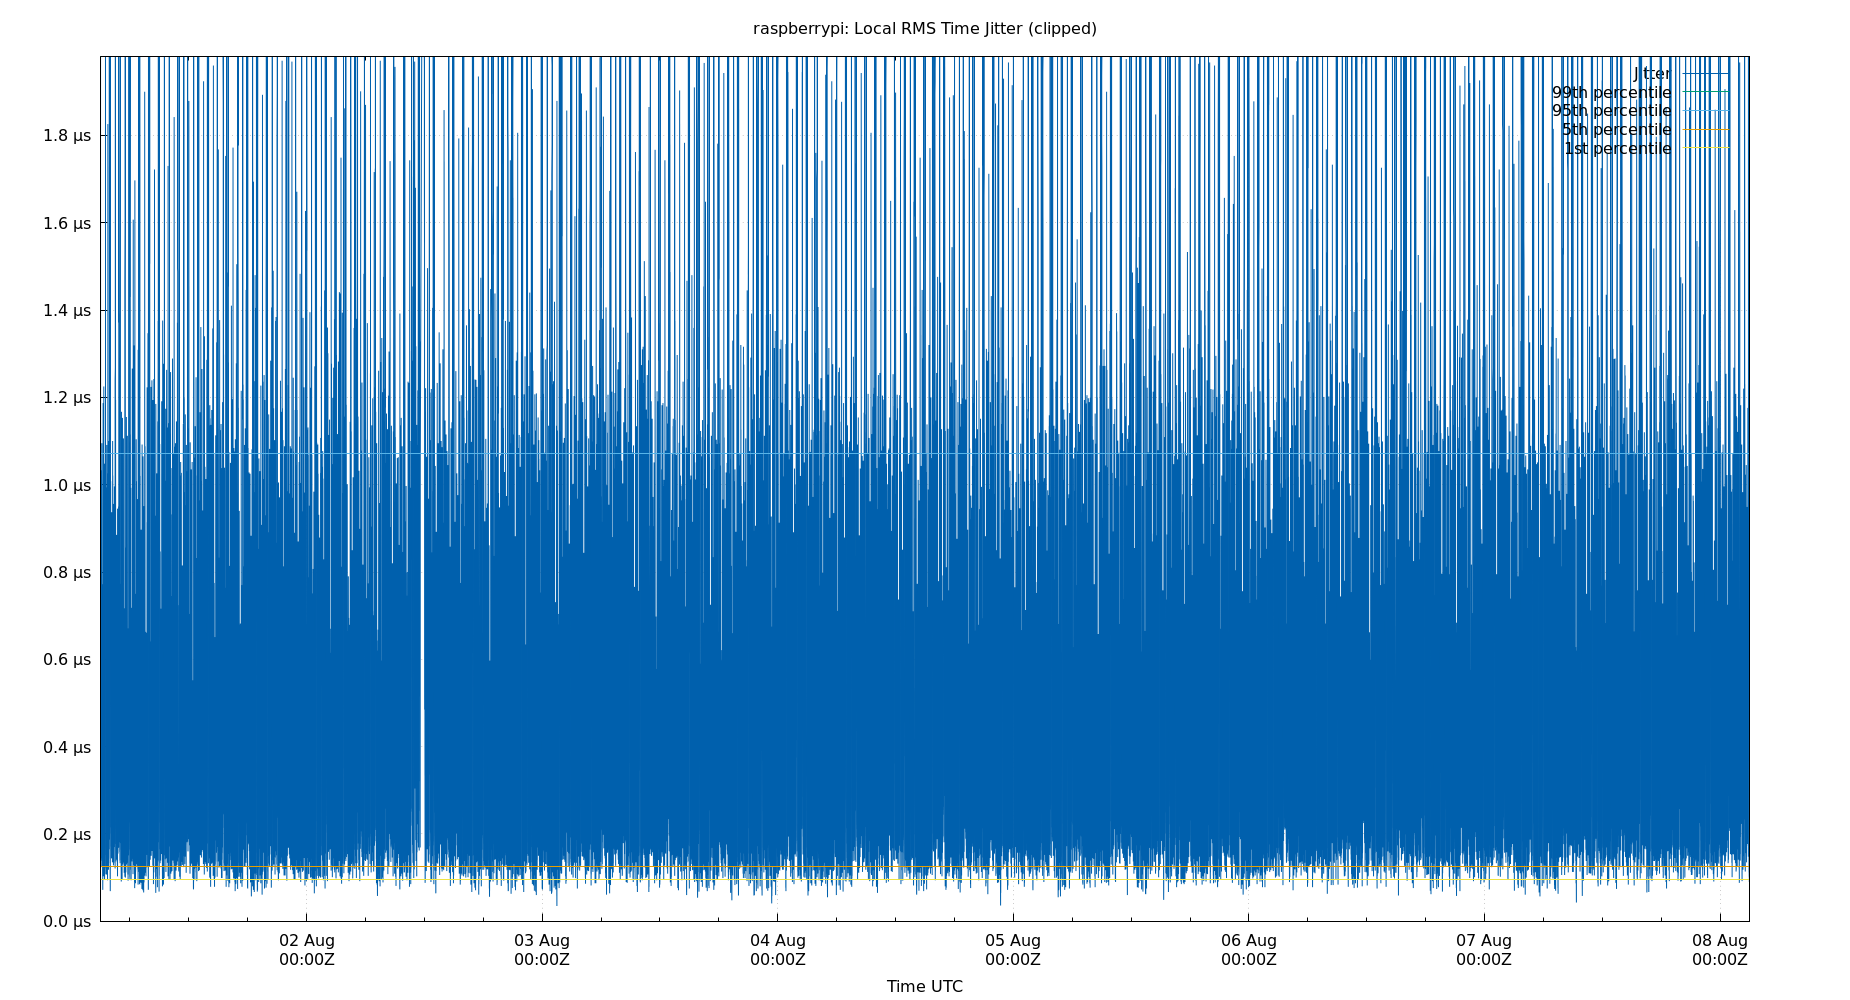 raspberrypi: Local RMS Time Jitter (clipped)
Jitter
99th percentile
95th percentile
5th percentile
1st percentile
1.8 μs
1.6 μs
1.4 μs
1.2 μs
1.0 μs
0.8 μs
0.6 μs
0.4 μs
0.2 μs
0.0 μs
02 Aug 03 Aug 04 Aug 05 Aug 06 Aug 07 Aug 08 Aug
00:00Z 00:00Z 00:00Z 00:00Z 00:00Z 00:00Z 00:00Z
Time UTC